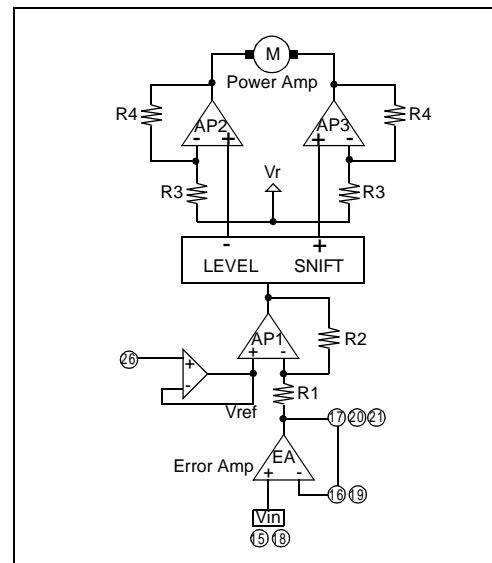 M
Power Amp
R4 AP2 AP3 R4
- + + -
R3 Vr R3
- +
LEVEL SNIFT
AP1 R2
+ -
26 + -
R1
Vref
17 20 21
Error Amp EA
+ -
16 19
Vin
15 18